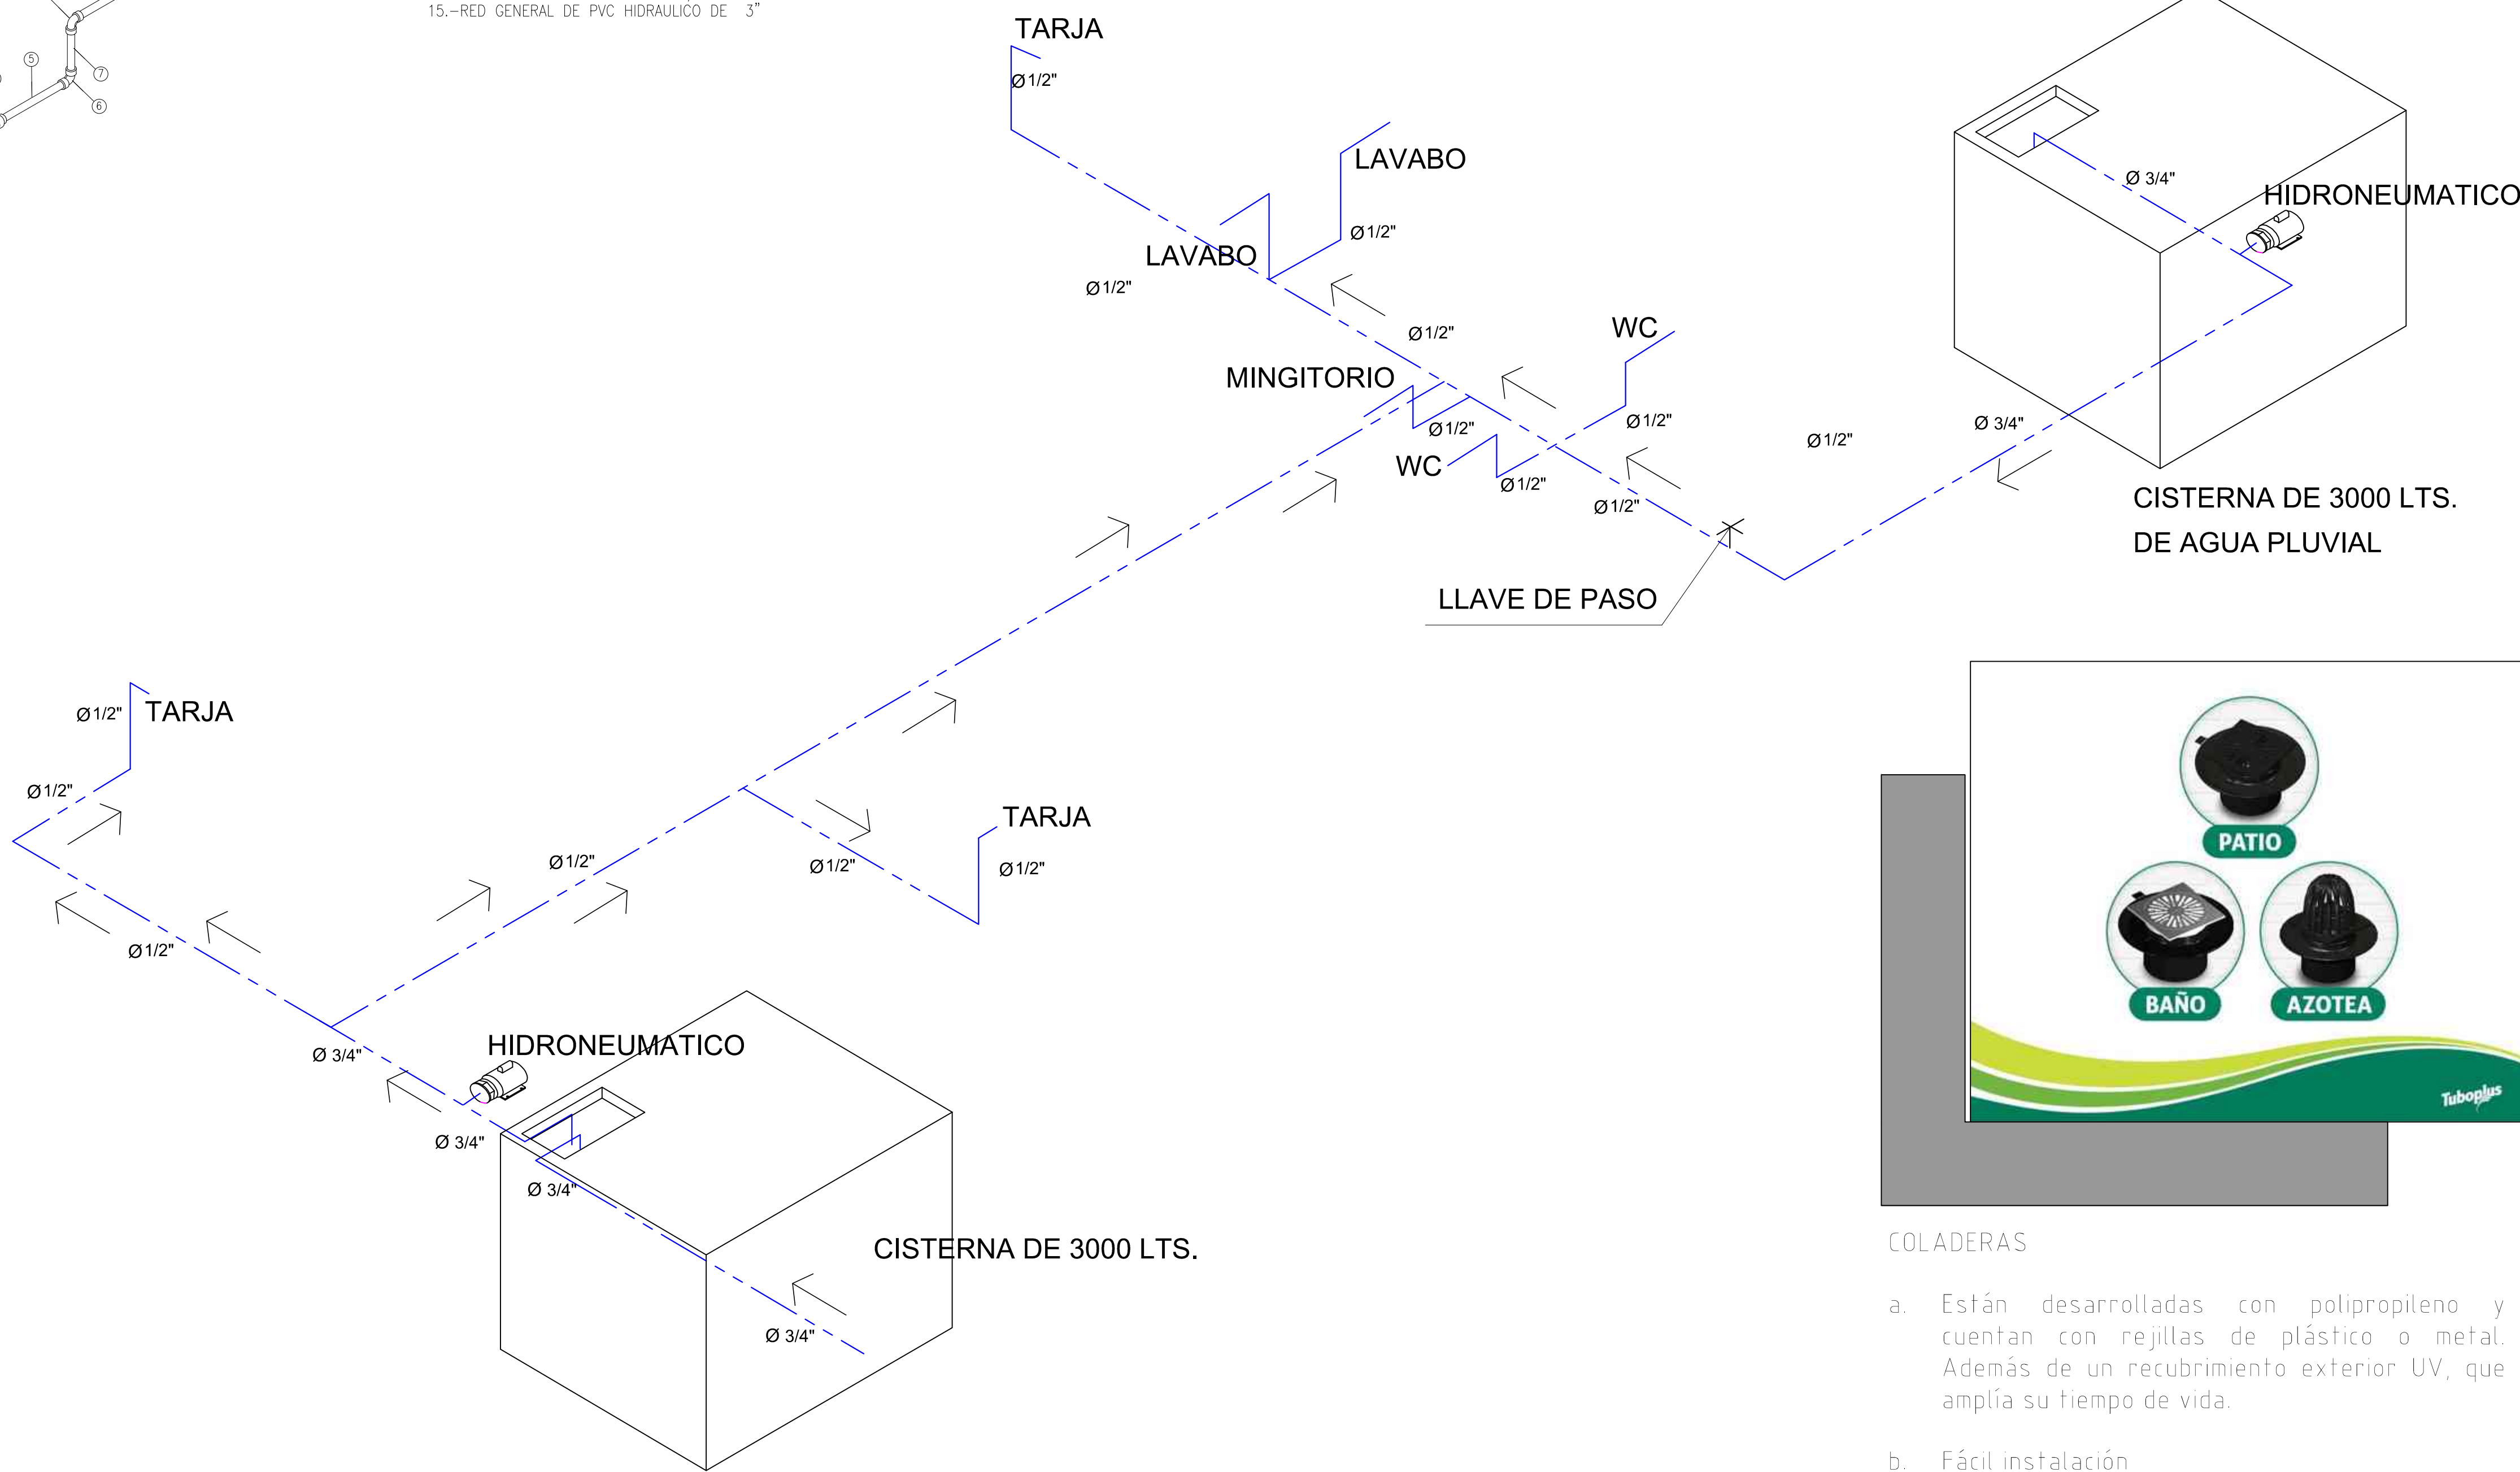 15.-RED GENERAL DE PVC HIDRAULICO DE 3"
5
7
6
TARJA
Ø1/2"
LAVABO
Ø1/2"
LAVABO
Ø1/2"
Ø1/2"
WC
MINGITORIO
Ø1/2"
Ø1/2"
WC
Ø1/2"
Ø1/2"
Ø1/2"
Ø 3/4"
Ø 3/4"
HIDRONEUMATICO
CISTERNA DE 3000 LTS.
DE AGUA PLUVIAL
LLAVE DE PASO
Ø1/2"
TARJA
Ø1/2"
Ø1/2"
Ø1/2"
Ø1/2"
TARJA
Ø1/2"
Ø 3/4"
HIDRONEUMATICO
Ø 3/4"
Ø 3/4"
CISTERNA DE 3000 LTS.
Ø 3/4"
PATIO
BAÑO
AZOTEA
Tuboplus
COLADERAS
a. Están desarrolladas con polipropileno y
cuentan con rejillas de plástico o metal.
Además de un recubrimiento exterior UV, que
amplía su tiempo de vida.
b. Fácil instalación